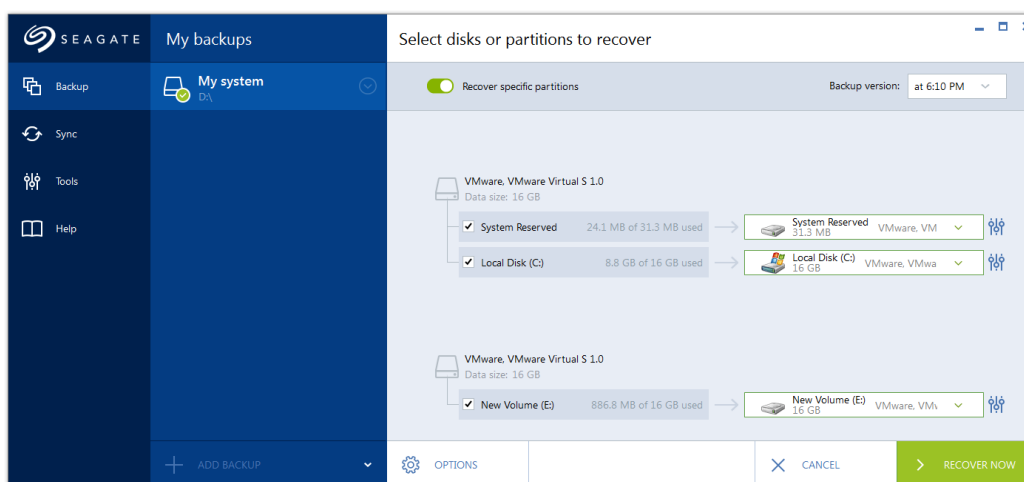 SEAGATE
My backups
Select disks or partitions to recover
Backup
My system
D:\
Recover specific partitions
Backup version:
at 6:10 PM
Sync
Tools
Help
VMware, VMware Virtual S 1.0
Data size: 16 GB
System Reserved
24.1 MB of 31.3 MB used
System Reserved
31.3 MB
VMware, VM
Local Disk (C:)
8.8 GB of 16 GB used
Local Disk (C:)
16 GB
VMware, VMwa
VMware, VMware Virtual S 1.0
Data size: 16 GB
New Volume (E:)
886.8 MB of 16 GB used
New Volume (E:)
16 GB
VMware, VM
ADD BACKUP
OPTIONS
CANCEL
RECOVER NOW